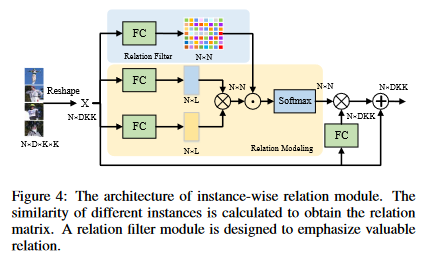 FC
Relation Filter
N×N
Reshape
X
N×DKK
N×D×K×K
FC
N×L
FC
N×L
N×N
Softmax
N×N
N×DKK
FC
N×DKK
Relation Modeling
Figure 4: The architecture of instance-wise relation module. The
similarity of different instances is calculated to obtain the relation
matrix. A relation filter module is designed to emphasize valuable
relation.